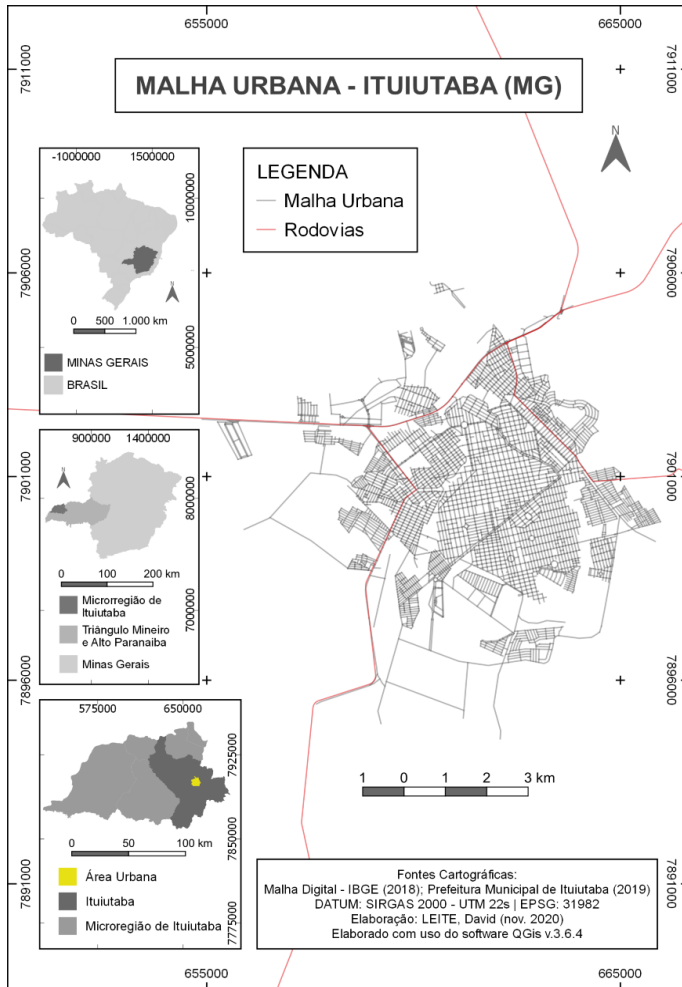 655000
665000
7911000
7911000
MALHA URBANA - ITUIUTABA (MG)
N
-1000000 1500000
10000000
5000000
N
0 500 1.000 km
MINAS GERAIS
BRASIL
LEGENDA
Malha Urbana
Rodovias
7906000
7906000
900000 1400000
N
8000000
7000000
0 100 200 km
Microrregião de
Ituiutaba
Triângulo Mineiro
e Alto Paranaiba
Minas Gerais
7901000
7901000
7896000
7896000
575000 650000
7925000
7850000
7775000
0 50 100 km
Área Urbana
Ituiutaba
Microregião de Ituiutaba
1 0 1 2 3 km
7891000
7891000
Fontes Cartográficas:
Malha Digital - IBGE (2018); Prefeitura Municipal de Ituiutaba (2019)
DATUM: SIRGAS 2000 - UTM 22s | EPSG: 31982
Elaboração: LEITE, David (nov. 2020)
Elaborado com uso do software QGis v.3.6.4
655000
665000